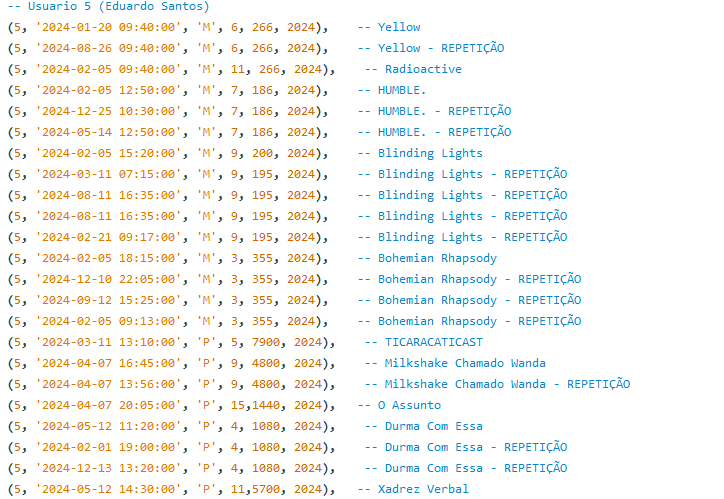 -- Usuario 5 (Eduardo Santos)
(5, '2024-01-20 09:40:00', 'M', 6, 266, 2024),    -- Yellow
(5, '2024-08-26 09:40:00', 'M', 6, 266, 2024),    -- Yellow - REPETIÇÃO
(5, '2024-02-05 09:40:00', 'M', 11, 266, 2024),    -- Radioactive
(5, '2024-02-05 12:50:00', 'M', 7, 186, 2024),    -- HUMBLE.
(5, '2024-12-25 10:30:00', 'M', 7, 186, 2024),    -- HUMBLE. - REPETIÇÃO
(5, '2024-05-14 12:50:00', 'M', 7, 186, 2024),    -- HUMBLE. - REPETIÇÃO
(5, '2024-02-05 15:20:00', 'M', 9, 200, 2024),    -- Blinding Lights
(5, '2024-03-11 07:15:00', 'M', 9, 195, 2024),    -- Blinding Lights - REPETIÇÃO
(5, '2024-08-11 16:35:00', 'M', 9, 195, 2024),    -- Blinding Lights - REPETIÇÃO
(5, '2024-08-11 16:35:00', 'M', 9, 195, 2024),    -- Blinding Lights - REPETIÇÃO
(5, '2024-02-21 09:17:00', 'M', 9, 195, 2024),    -- Blinding Lights - REPETIÇÃO
(5, '2024-02-05 18:15:00', 'M', 3, 355, 2024),    -- Bohemian Rhapsody
(5, '2024-12-10 22:05:00', 'M', 3, 355, 2024),    -- Bohemian Rhapsody - REPETIÇÃO
(5, '2024-09-12 15:25:00', 'M', 3, 355, 2024),    -- Bohemian Rhapsody - REPETIÇÃO
(5, '2024-02-05 09:13:00', 'M', 3, 355, 2024),    -- Bohemian Rhapsody - REPETIÇÃO
(5, '2024-03-11 13:10:00', 'P', 5, 7900, 2024),    -- TICARACATICAST
(5, '2024-04-07 16:45:00', 'P', 9, 4800, 2024),    -- Milkshake Chamado Wanda
(5, '2024-04-07 13:56:00', 'P', 9, 4800, 2024),    -- Milkshake Chamado Wanda - REPETIÇÃO
(5, '2024-04-07 20:05:00', 'P', 15,1440, 2024),   -- O Assunto
(5, '2024-05-12 11:20:00', 'P', 4, 1080, 2024),    -- Durma Com Essa
(5, '2024-02-01 19:00:00', 'P', 4, 1080, 2024),    -- Durma Com Essa - REPETIÇÃO
(5, '2024-12-13 13:20:00', 'P', 4, 1080, 2024),    -- Durma Com Essa - REPETIÇÃO
(5, '2024-05-12 14:30:00', 'P', 11,5700, 2024),   -- Xadrez Verbal